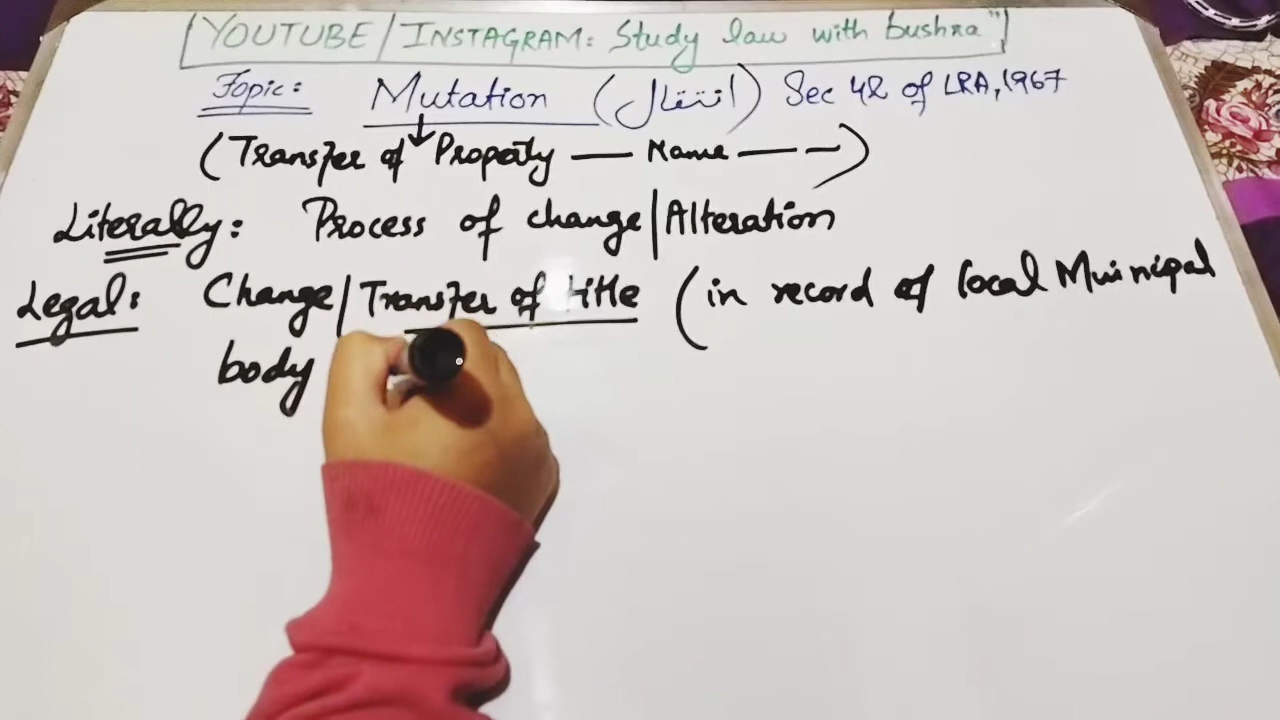 YOUTUBE/INSTAGRAM: Study law with bushra"
Topic: Mutation (انتقال) Sec 42 of LRA, 1967
(Transfer of Property — Name — - -)
Literally: Process of change/Alteration
Legal: Change/Transfer of title (in record of local Muinipal
body